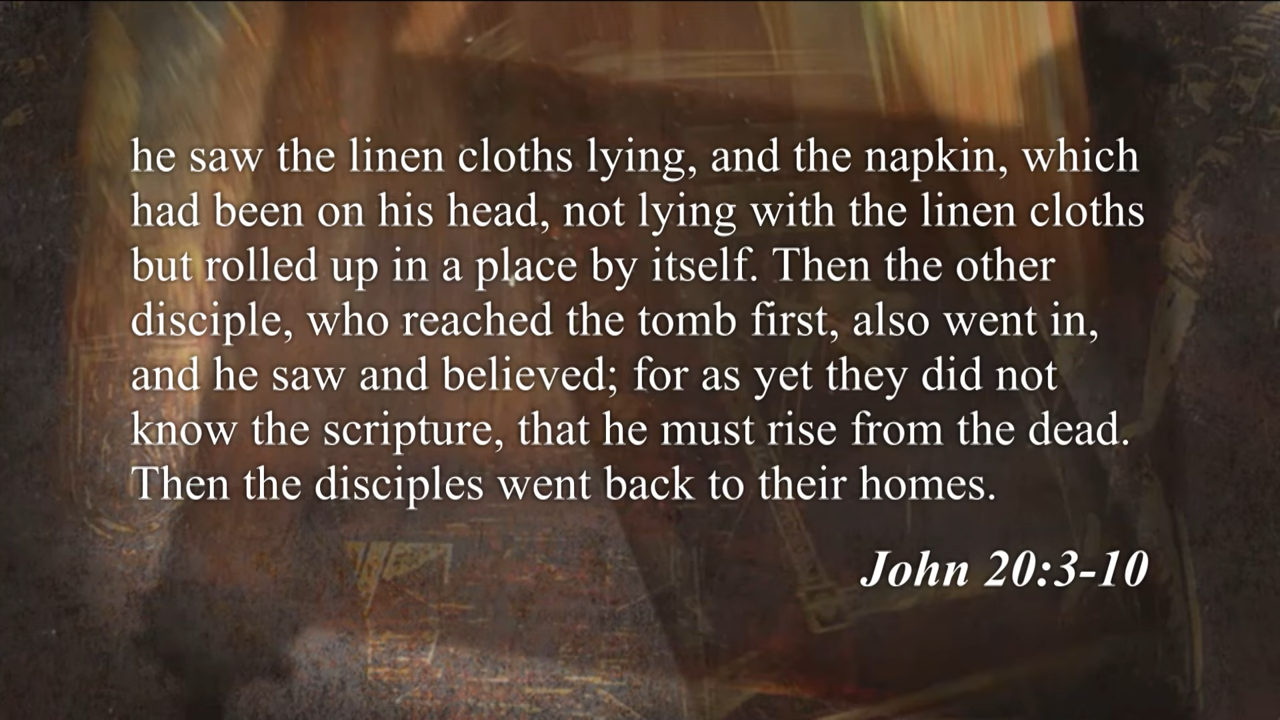 he saw the linen cloths lying, and the napkin, which
had been on his head, not lying with the linen cloths
but rolled up in a place by itself. Then the other
disciple, who reached the tomb first, also went in,
and he saw and believed; for as yet they did not
know the scripture, that he must rise from the dead.
Then the disciples went back to their homes.
John 20:3-10